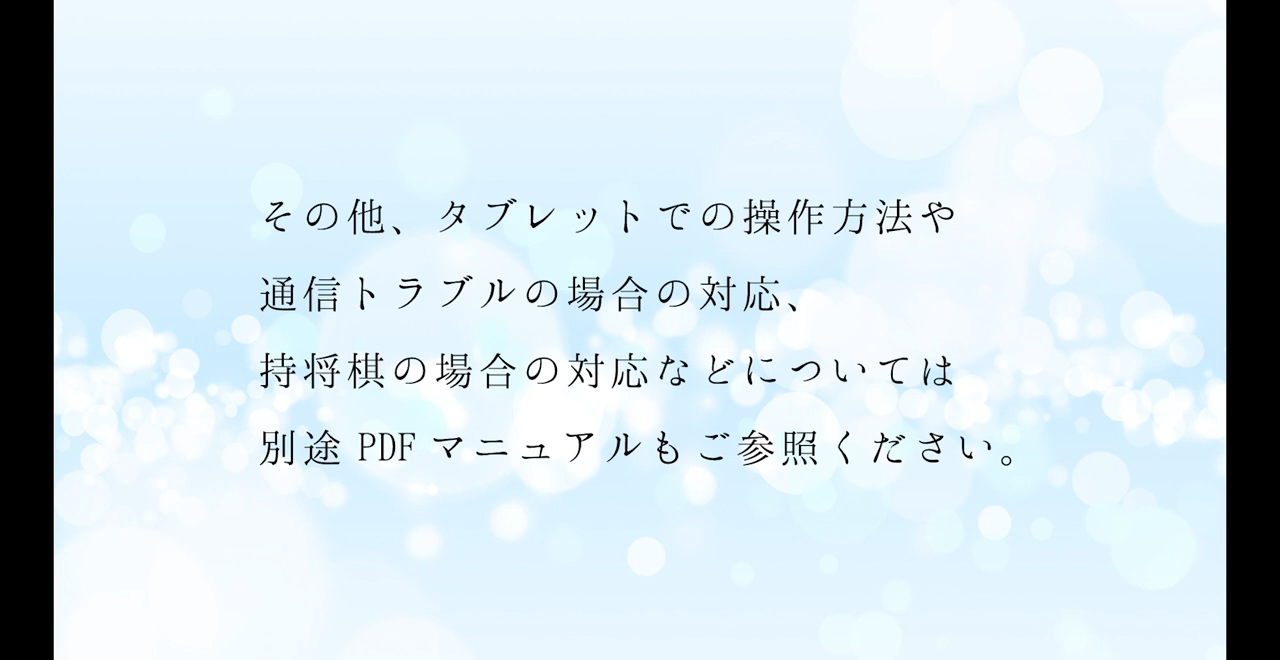 その他、タブレットでの操作方法や
通信トラブルの場合の対応、
持将棋の場合の対応などについては
別途 PDF マニュアルもご参照ください。